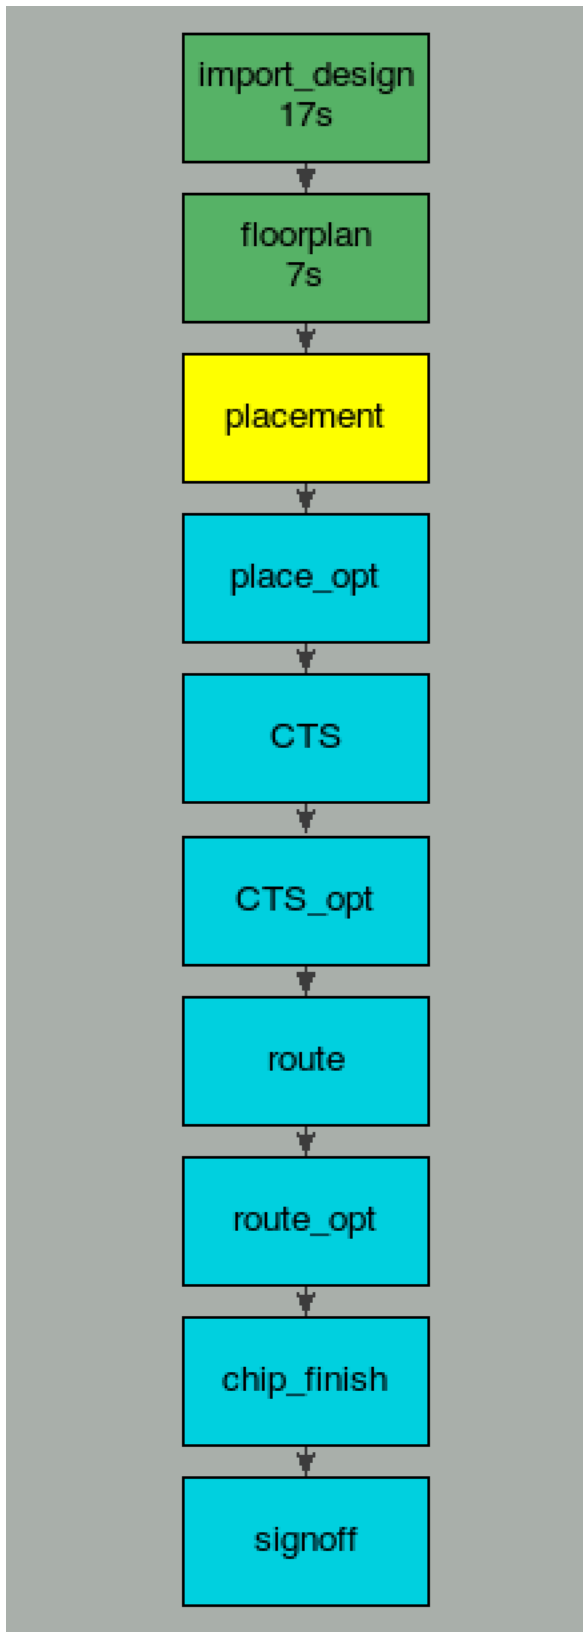 import_design
17s
floorplan
7s
placement
place_opt
CTS
CTS_opt
route
route_opt
chip_finish
signoff